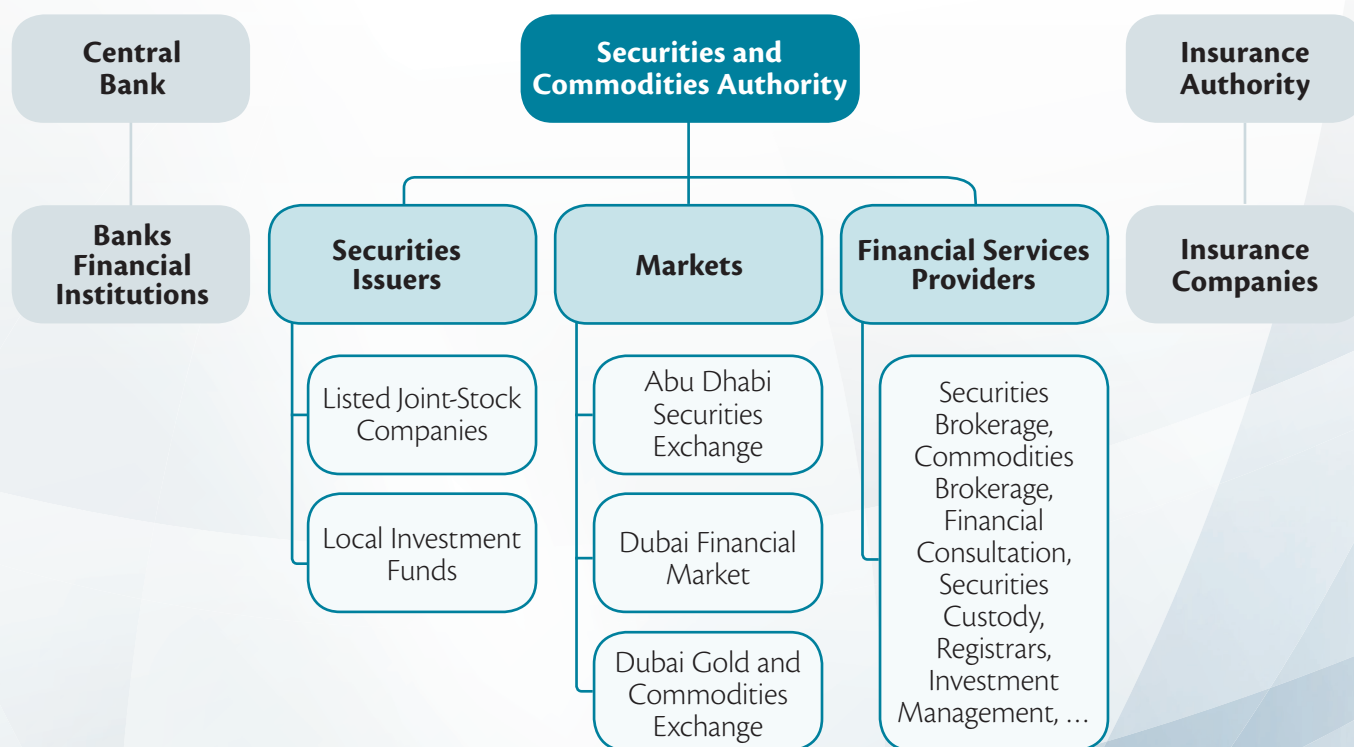 Central
Bank
Securities and
Commodities Authority
Insurance
Authority
Banks
Financial
Institutions
Securities
Issuers
Markets
Financial Services
Providers
Insurance
Companies
Listed Joint-Stock
Companies
Local Investment
Funds
Abu Dhabi
Securities
Exchange
Dubai Financial
Market
Dubai Gold and
Commodities
Exchange
Securities
Brokerage,
Commodities
Brokerage,
Financial
Consultation,
Securities
Custody,
Registrars,
Investment
Management, ...